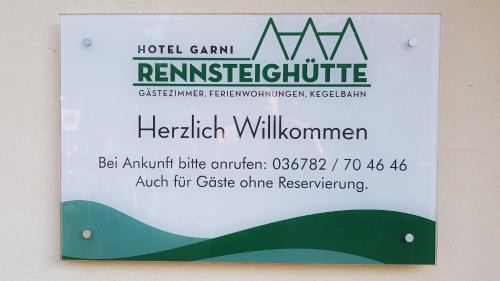 HOTEL GARNI
RENNSTEIGHÜTTE
GÄSTEZIMMER, FERIENWOHNUNGEN, KEGELBAHN
Herzlich Willkommen
Bei Ankunft bitte anrufen: 036782 / 70 46 46
Auch für Gäste ohne Reservierung.